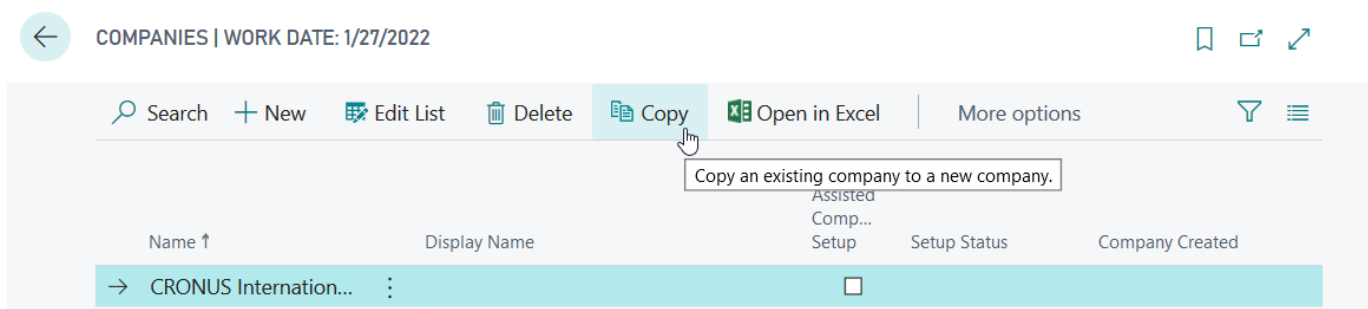 COMPANIES | WORK DATE: 1/27/2022
Search New Edit List Delete Copy Open in Excel More options
Copy an existing company to a new company.
Assisted
Comp...
Name ↑ Display Name Setup Setup Status Company Created
CRONUS Internation...